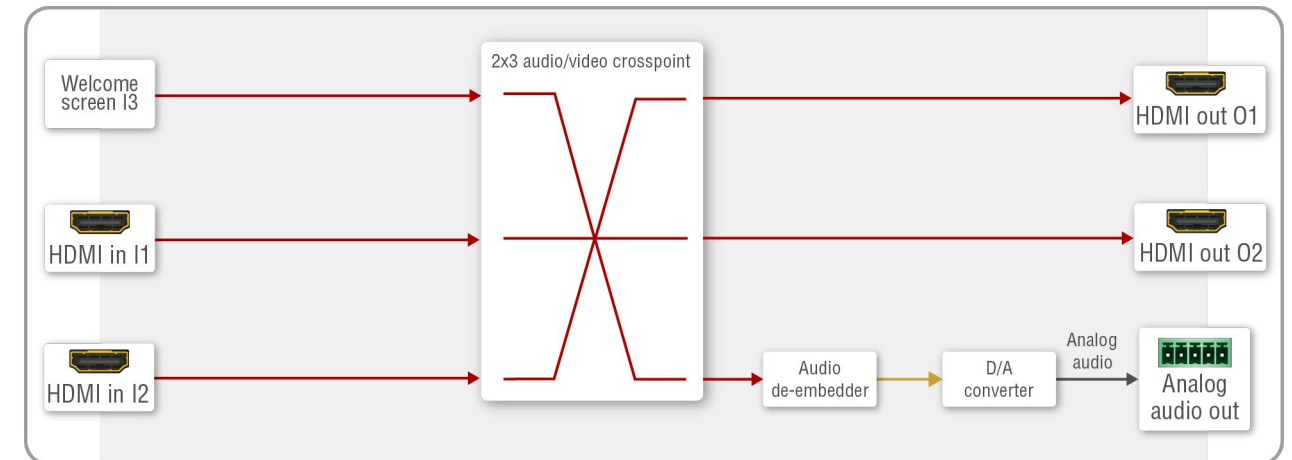 2x3 audio/video crosspoint
Welcome
screen I3
HDMI out O1
HDMI in I1
HDMI out O2
HDMI in I2
Audio
de-embedder
D/A
converter
Analog
audio
Analog
audio out